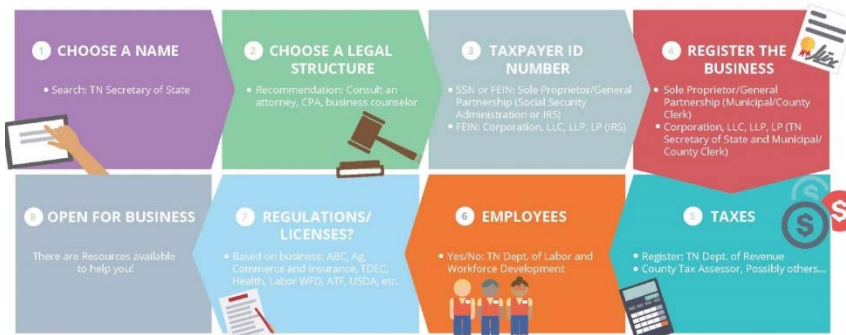 1 CHOOSE A NAME
• Search: TN Secretary of State
2 CHOOSE A LEGAL
STRUCTURE
• Recommendation: Consult an
attorney, CPA, business counselor
3 TAXPAYER ID
NUMBER
• SSN or FEIN: Sole Proprietor/General
Partnership (Social Security
Administration or IRS)
• FEIN: Corporation, LLC, LLP, LP (IRS)
4 REGISTER THE
BUSINESS
• Sole Proprietor/General
Partnership (Municipal/County
Clerk)
• Corporation, LLC, LLP, LP (TN
Secretary of State and Municipal/
County Clerk)
5 TAXES
• Register: TN Dept. of Revenue
• County Tax Assessor, Possibly others...
$
$
$
6 EMPLOYEES
• Yes/No: TN Dept. of Labor and
Workforce Development
7 REGULATIONS/
LICENSES?
• Based on business: ABC, Ag,
Commerce and Insurance, TDEC,
Health, Labor WFD, ATF, USDA, etc.
8 OPEN FOR BUSINESS
There are Resources available
to help you!